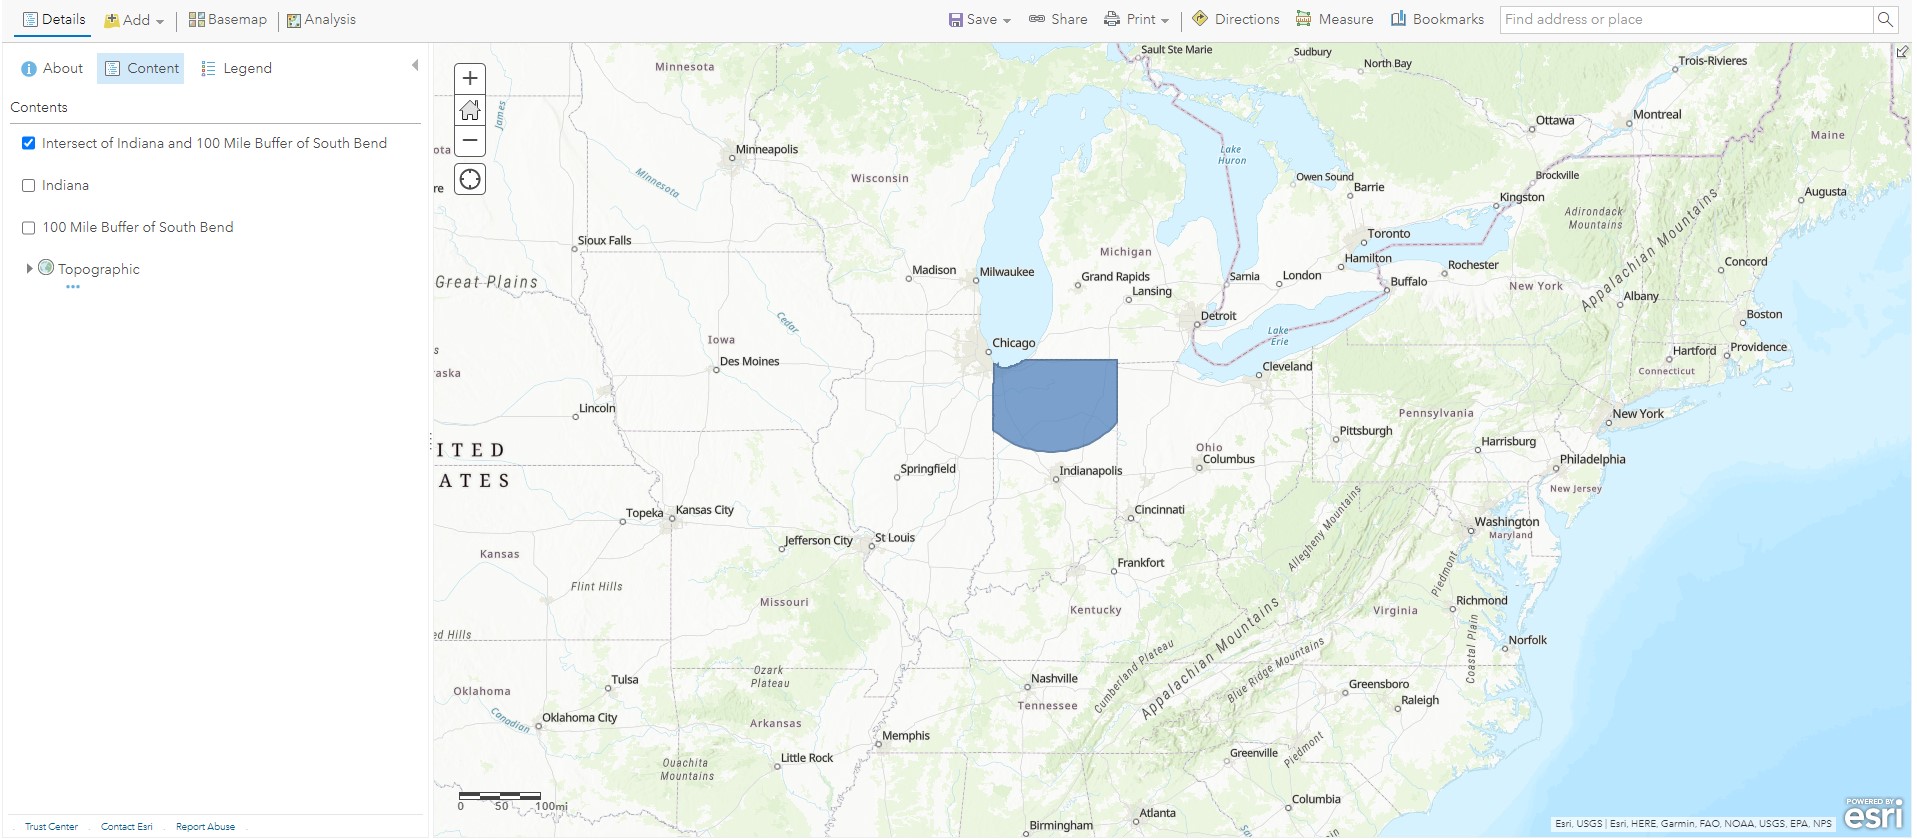 Details
Add
Basemap
Analysis
Save
Share
Print
Directions
Measure
Bookmarks
Find address or place
About
Content
Legend
Contents
Intersect of Indiana and 100 Mile Buffer of South Bend
Indiana
100 Mile Buffer of South Bend
Topographic
Trust Center
Contact Esri
Report Abuse
Sault Ste Marie
Sudbury
North Bay
Trois-Rivieres
Minnesota
James
Ottawa
Montreal
Maine
ota
Minneapolis
Lake
Huron
Wisconsin
Minnesota
re
Owen Sound
Barrie
Brockville
Kingston
Augusta
Adirondack
Mountains
Appalachian Mountains
Sioux Falls
Michigan
Toronto
Hamilton
Rochester
Concord
Madison
Milwaukee
Grand Rapids
Sarnia
London
Buffalo
New York
Great Plains
Lansing
Albany
Cedar
Detroit
Lake
Erie
Boston
s
Iowa
Chicago
Hartford
Providence
Des Moines
Cleveland
Connecticut
raska
Lincoln
Pennsylvania
New York
ITED
ATES
Pittsburgh
Harrisburg
Ohio
Columbus
Philadelphia
Springfield
Indianapolis
New Jersey
Topeka
Kansas City
Cincinnati
Allegheny Mountains
Washington
Maryland
Jefferson City
St Louis
Kansas
Frankfort
Piedmont
Flint Hills
Missouri
Kentucky
Virginia
Richmond
ed Hills
Norfolk
Coastal Plain
Cumberland Plateau
Appalachian Mountains
Blue Ridge Mountains
Ozark
Plateau
Tulsa
Nashville
Greensboro
Oklahoma
Tennessee
Raleigh
Canadian
Oklahoma City
Arkansas
Memphis
Greenville
Piedmont
Little Rock
Ouachita
Mountains
Columbia
Atlanta
Birmingham
0 50 100mi
Esri, USGS | Esri, HERE, Garmin, FAO, NOAA, USGS, EPA, NPS
POWERED BY
esri